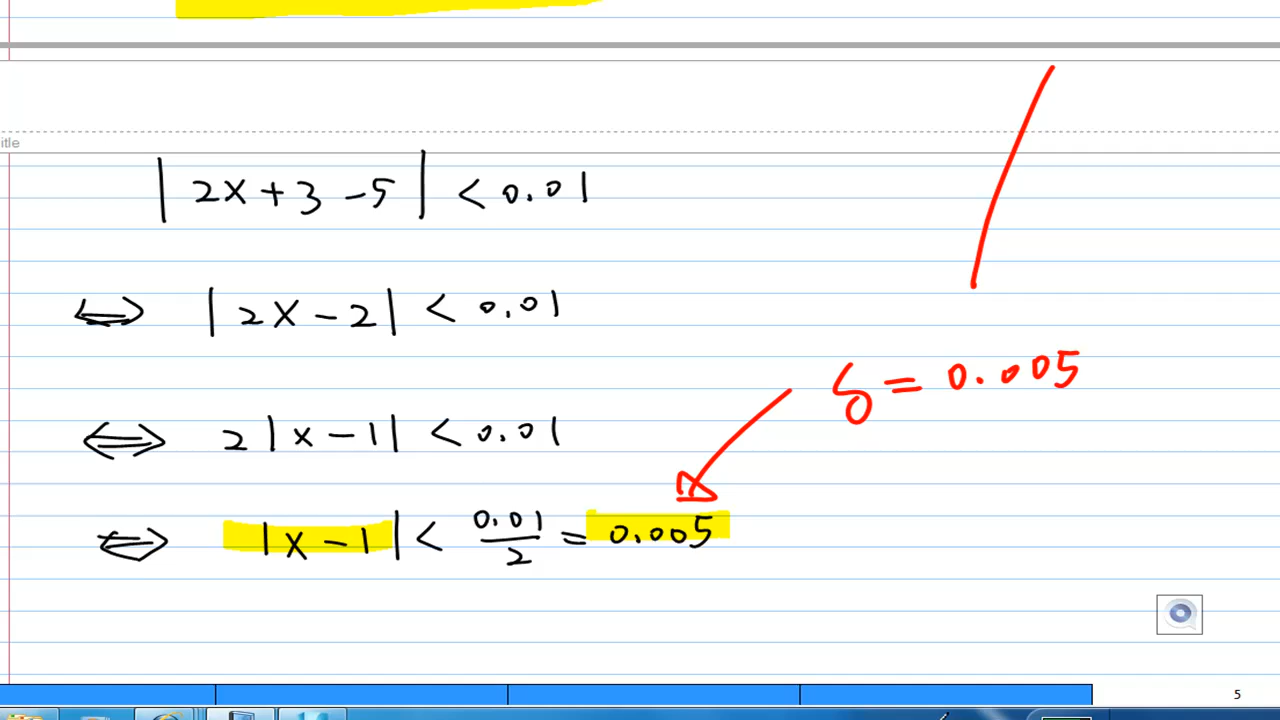 itle
| 2x + 3 - 5 | < 0.01
⇔ | 2x - 2 | < 0.01
δ = 0.005
⇔ 2 | x - 1 | < 0.01
⇔ | x - 1 | < 0.01/2 = 0.005
5